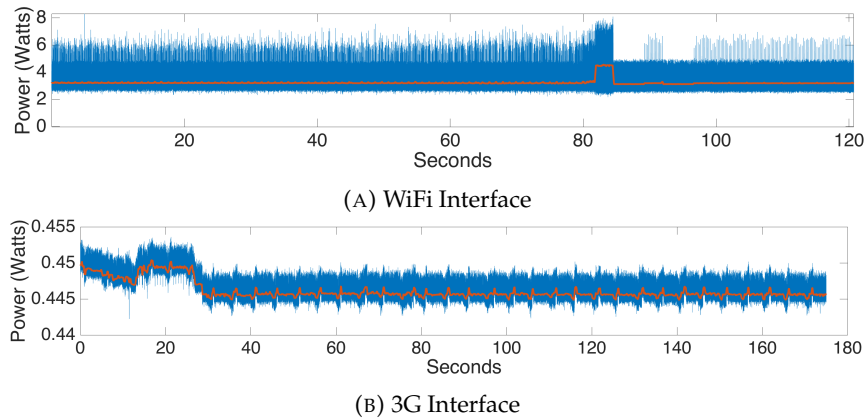 8
6
4
2
0
Power (Watts)
20 40 60 80 100 120
Seconds
(A) WiFi Interface
0.455
0.45
0.445
0.44
Power (Watts)
0 20 40 60 80 100 120 140 160 180
Seconds
(B) 3G Interface